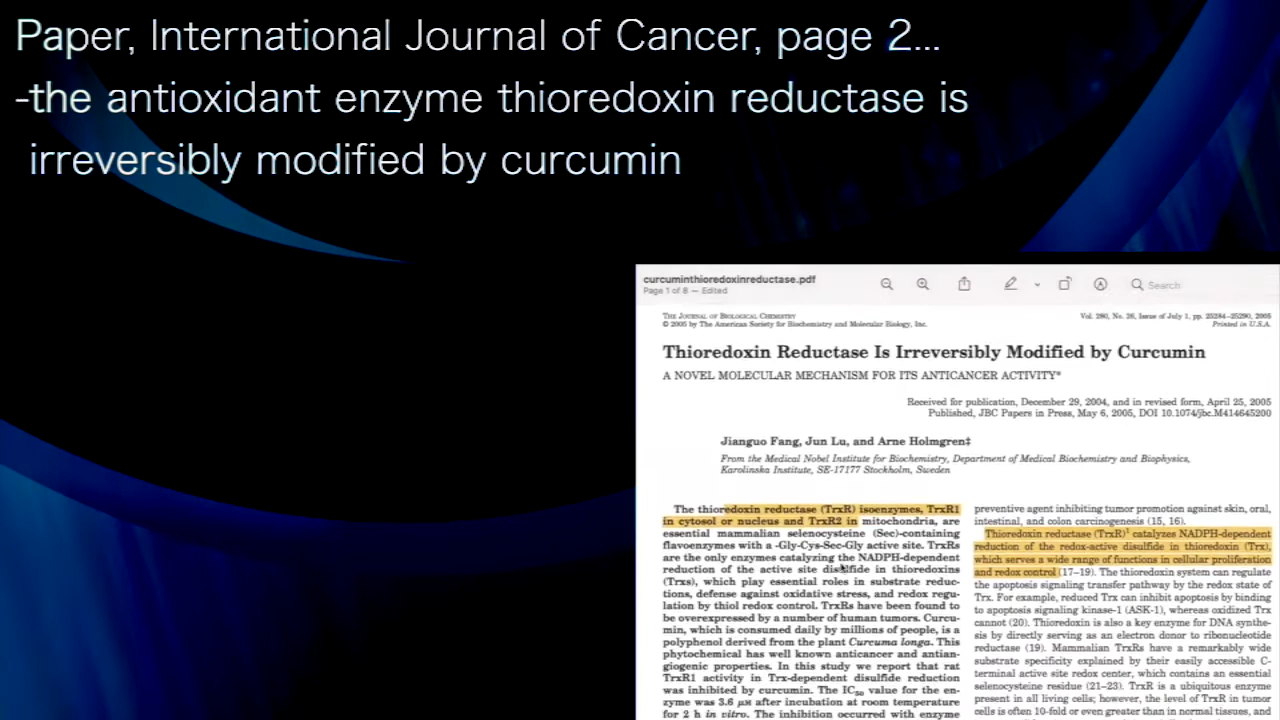 Paper, International Journal of Cancer, page 2...
-the antioxidant enzyme thioredoxin reductase is
irreversibly modified by curcumin
curcuminthioredoxinreductase.pdf
Page 1 of 8 — Edited
Search
THE JOURNAL OF BIOLOGICAL CHEMISTRY
© 2005 by The American Society for Biochemistry and Molecular Biology, Inc.
Vol. 280, No. 26, Issue of July 1, pp. 25284–25290, 2005
Printed in U.S.A.
Thioredoxin Reductase Is Irreversibly Modified by Curcumin
A NOVEL MOLECULAR MECHANISM FOR ITS ANTICANCER ACTIVITY*
Received for publication, December 29, 2004, and in revised form, April 25, 2005
Published, JBC Papers in Press, May 6, 2005, DOI 10.1074/jbc.M414645200
Jianguo Fang, Jun Lu, and Arne Holmgren‡
From the Medical Nobel Institute for Biochemistry, Department of Medical Biochemistry and Biophysics,
Karolinska Institute, SE-17177 Stockholm, Sweden
The thioredoxin reductase (TrxR) isoenzymes, TrxR1
in cytosol or nucleus and TrxR2 in mitochondria, are
essential mammalian selenocysteine (Sec)-containing
flavoenzymes with a -Gly-Cys-Sec-Gly active site. TrxRs
are the only enzymes catalyzing the NADPH-dependent
reduction of the active site disulfide in thioredoxins
(Trxs), which play essential roles in substrate reduc-
tions, defense against oxidative stress, and redox regu-
lation by thiol redox control. TrxRs have been found to
be overexpressed by a number of human tumors. Curcu-
min, which is consumed daily by millions of people, is a
polyphenol derived from the plant Curcuma longa. This
phytochemical has well known anticancer and antian-
giogenic properties. In this study we report that rat
TrxR1 activity in Trx-dependent disulfide reduction
was inhibited by curcumin. The IC50 value for the en-
zyme was 3.6 μM after incubation at room temperature
for 2 h in vitro. The inhibition occurred with enzyme
preventive agent inhibiting tumor promotion against skin, oral,
intestinal, and colon carcinogenesis (15, 16).
Thioredoxin reductase (TrxR)1 catalyzes NADPH-dependent
reduction of the redox-active disulfide in thioredoxin (Trx),
which serves a wide range of functions in cellular proliferation
and redox control (17–19). The thioredoxin system can regulate
the apoptosis signaling transfer pathway by the redox state of
Trx. For example, reduced Trx can inhibit apoptosis by binding
to apoptosis signaling kinase-1 (ASK-1), whereas oxidized Trx
cannot (20). Thioredoxin is also a key enzyme for DNA synthe-
sis by directly serving as an electron donor to ribonucleotide
reductase (19). Mammalian TrxRs have a remarkably wide
substrate specificity explained by their easily accessible C-
terminal active site redox center, which contains an essential
selenocysteine residue (21–23). TrxR is a ubiquitous enzyme
present in all living cells; however, the level of TrxR in tumor
cells is often 10-fold or even greater than in normal tissues, and